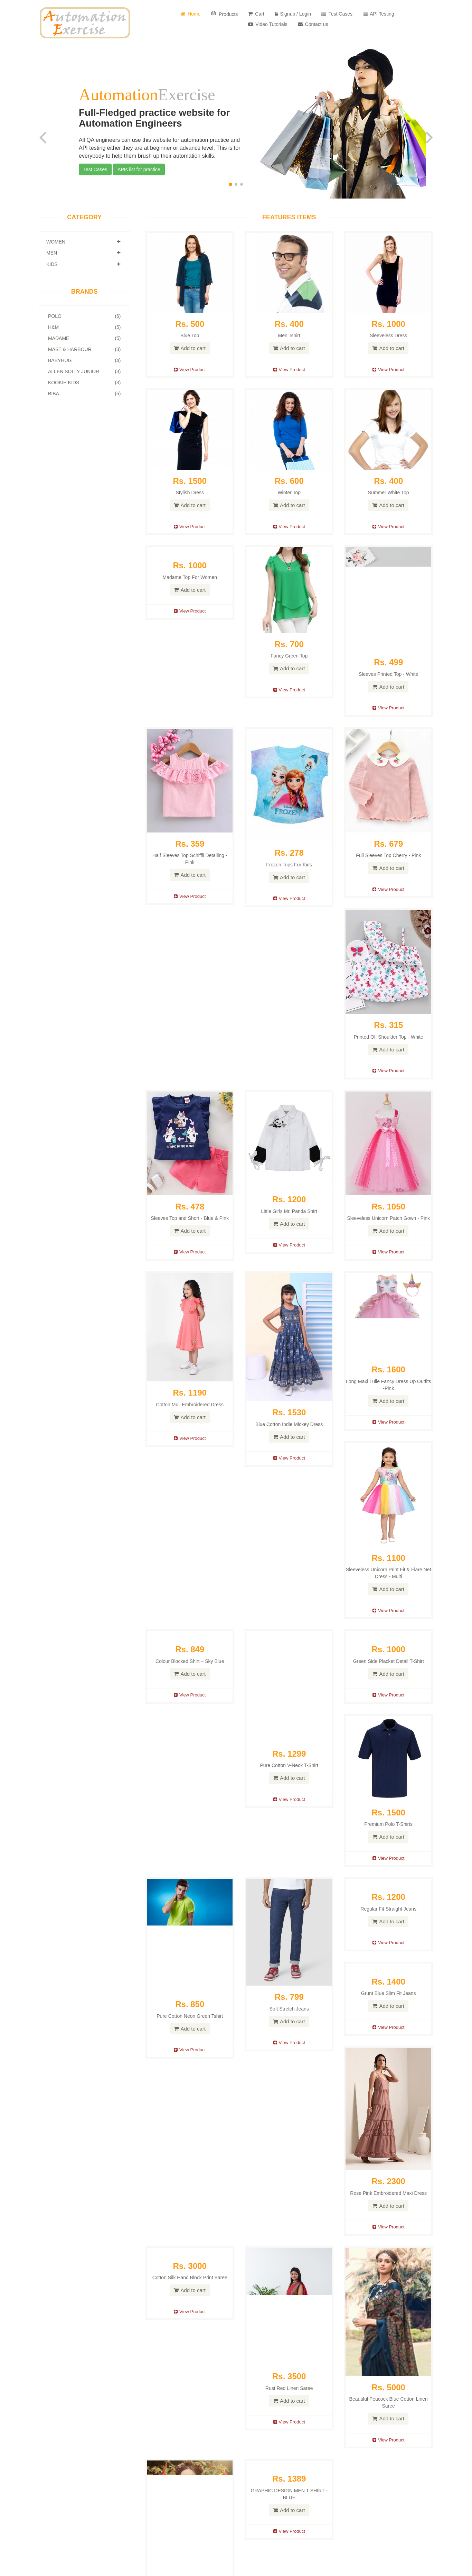 Automation
Exercise
Home
Products
Cart
Signup / Login
Test Cases
API Testing
Video Tutorials
Contact us
AutomationExercise
Full-Fledged practice website for
Automation Engineers
All QA engineers can use this website for automation practice and
API testing either they are at beginner or advance level. This is for
everybody to help them brush up their automation skills.
Test Cases
APIs list for practice
CATEGORY
WOMEN
MEN
KIDS
BRANDS
POLO (6)
H&M (5)
MADAME (5)
MAST & HARBOUR (3)
BABYHUG (4)
ALLEN SOLLY JUNIOR (3)
KOOKIE KIDS (3)
BIBA (5)
FEATURES ITEMS
Rs. 500
Blue Top
Add to cart
View Product
Rs. 400
Men Tshirt
Add to cart
View Product
Rs. 1000
Sleeveless Dress
Add to cart
View Product
Rs. 1500
Stylish Dress
Add to cart
View Product
Rs. 600
Winter Top
Add to cart
View Product
Rs. 400
Summer White Top
Add to cart
View Product
Rs. 1000
Madame Top For Women
Add to cart
View Product
Rs. 700
Fancy Green Top
Add to cart
View Product
Rs. 499
Sleeves Printed Top - White
Add to cart
View Product
Rs. 359
Half Sleeves Top Schiffli Detailing -
Pink
Add to cart
View Product
FROZEN
Rs. 278
Frozen Tops For Kids
Add to cart
View Product
Rs. 679
Full Sleeves Top Cherry - Pink
Add to cart
View Product
Rs. 315
Printed Off Shoulder Top - White
Add to cart
View Product
Rs. 478
Sleeves Top and Short - Blue & Pink
Add to cart
View Product
Rs. 1200
Little Girls Mr. Panda Shirt
Add to cart
View Product
Rs. 1050
Sleeveless Unicorn Patch Gown - Pink
Add to cart
View Product
Rs. 1190
Cotton Mull Embroidered Dress
Add to cart
View Product
Rs. 1530
Blue Cotton Indie Mickey Dress
Add to cart
View Product
Rs. 1600
Long Maxi Tulle Fancy Dress Up Outfits
-Pink
Add to cart
View Product
Rs. 1100
Sleeveless Unicorn Print Fit & Flare Net
Dress - Multi
Add to cart
View Product
Rs. 849
Colour Blocked Shirt – Sky Blue
Add to cart
View Product
Rs. 1299
Pure Cotton V-Neck T-Shirt
Add to cart
View Product
Rs. 1000
Green Side Placket Detail T-Shirt
Add to cart
View Product
Rs. 1500
Premium Polo T-Shirts
Add to cart
View Product
Rs. 850
Pure Cotton Neon Green Tshirt
Add to cart
View Product
Rs. 799
Soft Stretch Jeans
Add to cart
View Product
Rs. 1200
Regular Fit Straight Jeans
Add to cart
View Product
Rs. 1400
Grunt Blue Slim Fit Jeans
Add to cart
View Product
Rs. 2300
Rose Pink Embroidered Maxi Dress
Add to cart
View Product
Rs. 3000
Cotton Silk Hand Block Print Saree
Add to cart
View Product
Rs. 3500
Rust Red Linen Saree
Add to cart
View Product
Rs. 5000
Beautiful Peacock Blue Cotton Linen
Saree
Add to cart
View Product
Rs. 1389
GRAPHIC DESIGN MEN T SHIRT -
BLUE
Add to cart
View Product